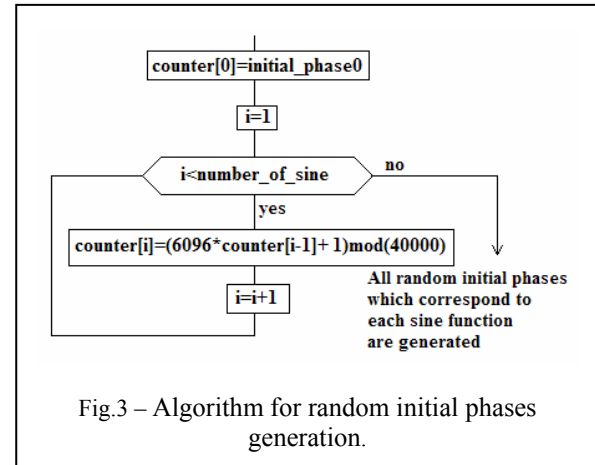 counter[0]=initial_phase0
i=1
i<number_of_sine
no
yes
counter[i]=(6096*counter[i-1]+ 1)mod(40000)
i=i+1
All random initial phases
which correspond to
each sine function
are generated
Fig.3 – Algorithm for random initial phases
generation.